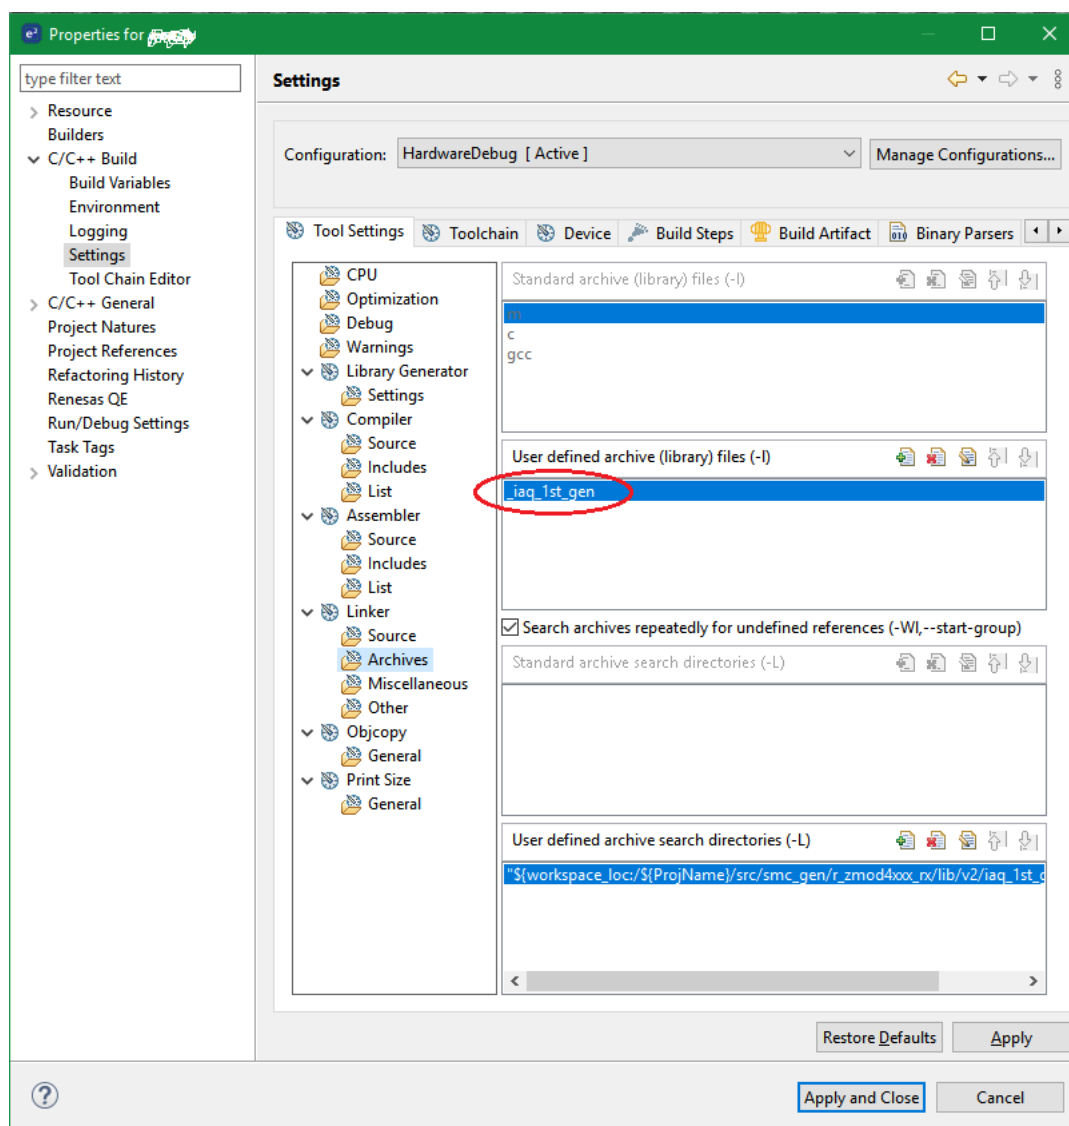 e² Properties for
type filter text
Resource
Builders
C/C++ Build
Build Variables
Environment
Logging
Settings
Tool Chain Editor
C/C++ General
Project Natures
Project References
Refactoring History
Renesas QE
Run/Debug Settings
Task Tags
Validation
Settings
Configuration: HardwareDebug [ Active ] Manage Configurations...
Tool Settings Toolchain Device Build Steps Build Artifact 010 Binary Parsers
CPU
Optimization
Debug
Warnings
Library Generator
Settings
Compiler
Source
Includes
List
Assembler
Source
Includes
List
Linker
Source
Archives
Miscellaneous
Other
Objcopy
General
Print Size
General
Standard archive (library) files (-l)
m
c
gcc
User defined archive (library) files (-l)
_iaq_1st_gen
Search archives repeatedly for undefined references (-Wl,--start-group)
Standard archive search directories (-L)
User defined archive search directories (-L)
"${workspace_loc:/${ProjName}/src/smc_gen/r_zmod4xxx_rx/lib/v2/iaq_1st_
Restore Defaults Apply
? Apply and Close Cancel